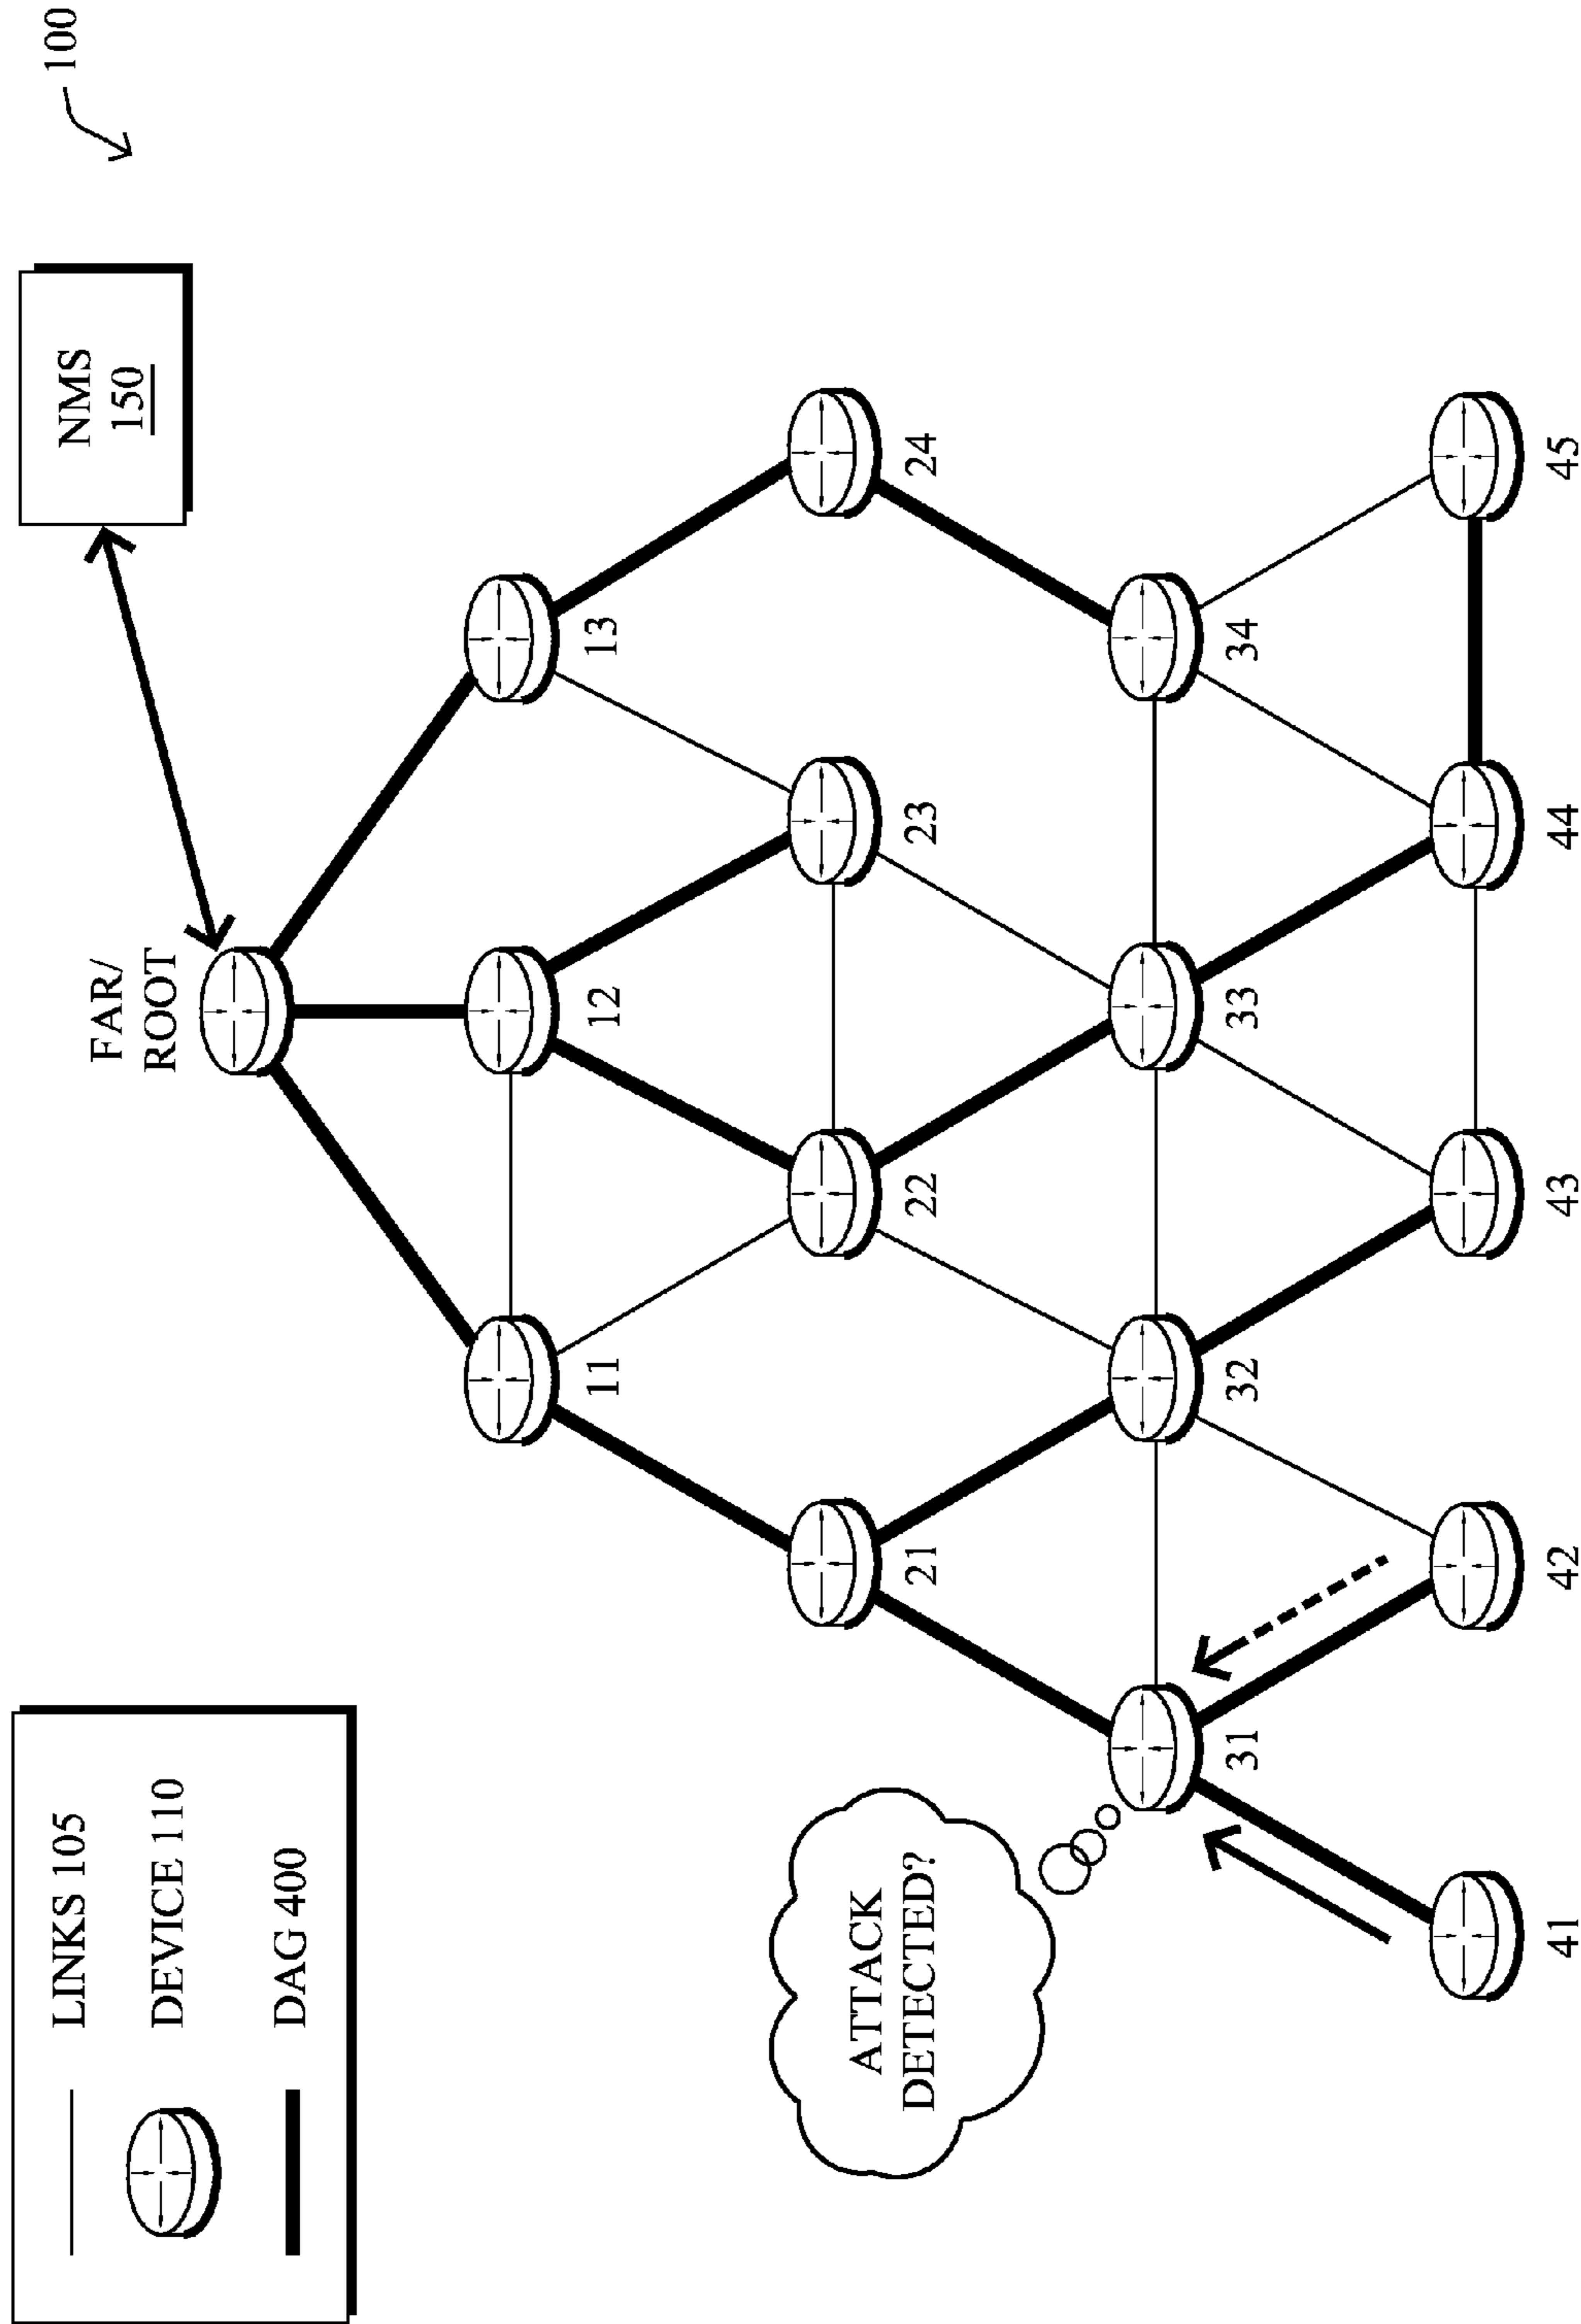 LINKS 105
DEVICE 110
DAG 400
NMS
150
100
FAR/
ROOT
11
12
13
21
22
23
24
ATTACK
DETECTED?
31
32
33
34
41
42
43
44
45